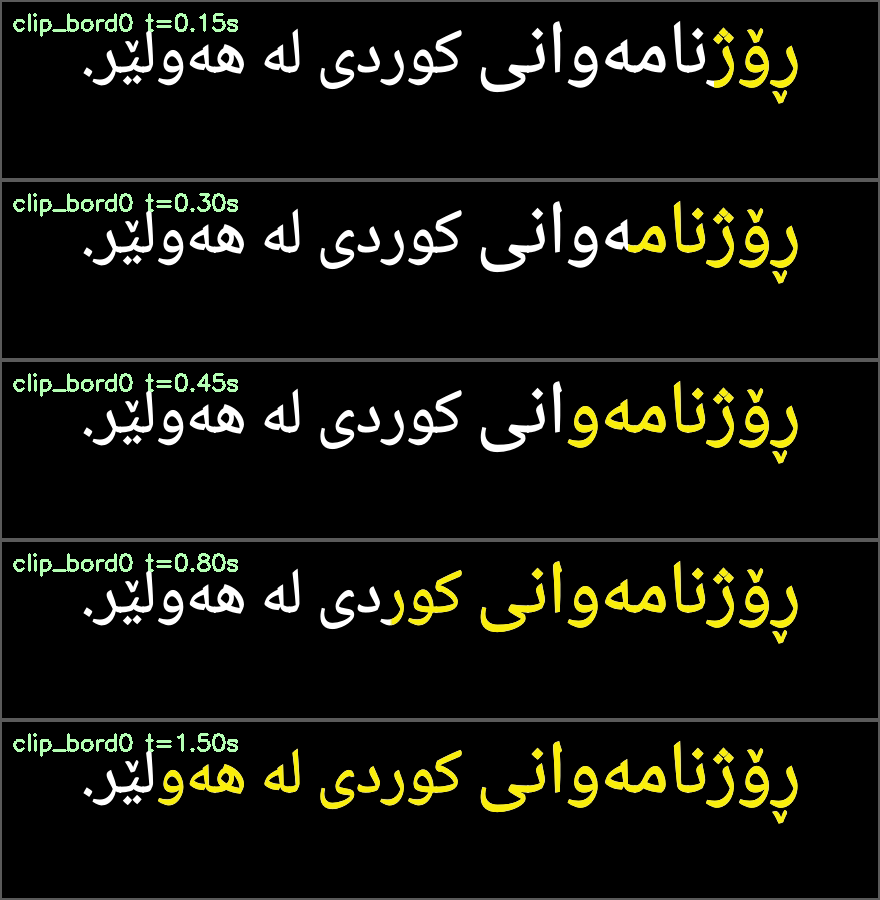 clip_bord0 t=0.15s
ڕۆژنامەوانی کوردی لە هەولێر.
clip_bord0 t=0.30s
ڕۆژنامەوانی کوردی لە هەولێر.
clip_bord0 t=0.45s
ڕۆژنامەوانی کوردی لە هەولێر.
clip_bord0 t=0.80s
ڕۆژنامەوانی کوردی لە هەولێر.
clip_bord0 t=1.50s
ڕۆژنامەوانی کوردی لە هەولێر.